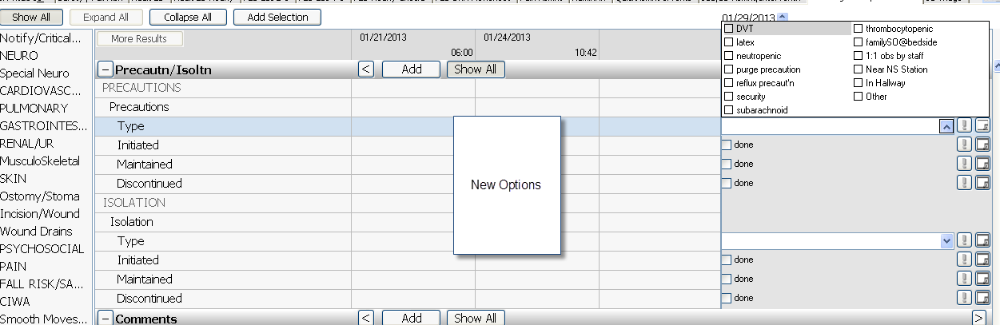 Show All Expand All Collapse All Add Selection
01/29/2013
More Results 01/21/2013 01/24/2013
06:00 10:42
DVT thrombocytopenic
latex familySO@bedside
neutropenic 1:1 obs by staff
purge precaution Near NS Station
reflux precaut'n In Hallway
security Other
subarachnoid
Notify/Critical...
NEURO
Special Neuro
CARDIOVASC...
PULMONARY
GASTROINTES...
RENAL/UR
MusculoSkeletal
SKIN
Ostomy/Stoma
Incision/Wound
Wound Drains
PSYCHOSOCIAL
PAIN
FALL RISK/SA...
CIWA
Smooth Moves...
− Precautn/Isoltn < Add Show All
PRECAUTIONS
Precautions
Type
Initiated done
Maintained done
Discontinued done
New Options
ISOLATION
Isolation
Type
Initiated done
Maintained done
Discontinued done
− Comments < Add Show All >